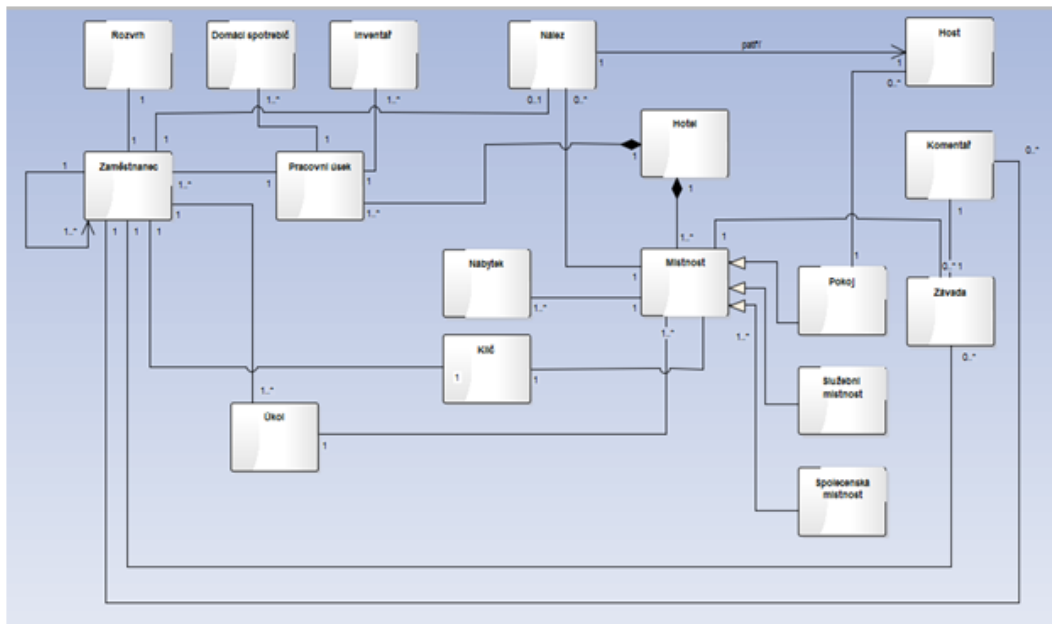 Rozvrh
Domácí spotrebič
Inventář
Nález
Host
patří
1
1
0..*
1
1..*
1..*
0..1
0..*
Hotel
Komentář
0..*
1
1
1
1
1
1
Zaměstnanec
1..*
1
Pracovní úsek
1
1..*
1..*
1
1
1
1
1..*
1
1
1
0..*
1
Nábytek
1..*
Místnost
1
1
1..*
1..*
Pokoj
Závada
0..*
Klíč
1
1
Služební
místnost
1..*
Úkol
1
Společenská
místnost